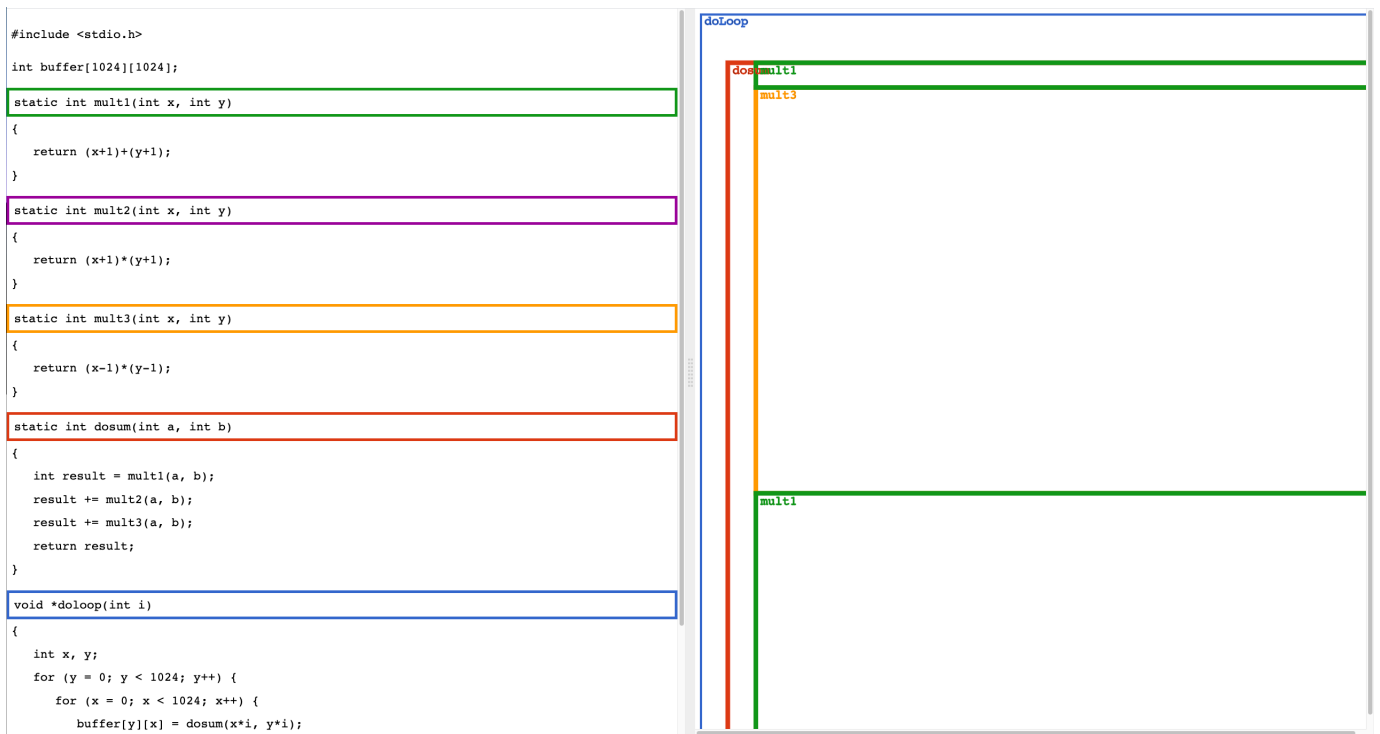 #include <stdio.h>
int buffer[1024][1024];
static int mult1(int x, int y)
{
return (x+1)+(y+1);
}
static int mult2(int x, int y)
{
return (x+1)*(y+1);
}
static int mult3(int x, int y)
{
return (x-1)*(y-1);
}
static int dosum(int a, int b)
{
int result = mult1(a, b);
result += mult2(a, b);
result += mult3(a, b);
return result;
}
void *doloop(int i)
{
int x, y;
for (y = 0; y < 1024; y++) {
for (x = 0; x < 1024; x++) {
buffer[y][x] = dosum(x*i, y*i);
doLoop
mult1
mult3
mult1